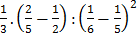 1/3 . (2/5 − 1/2) : (1/6 − 1/5)²